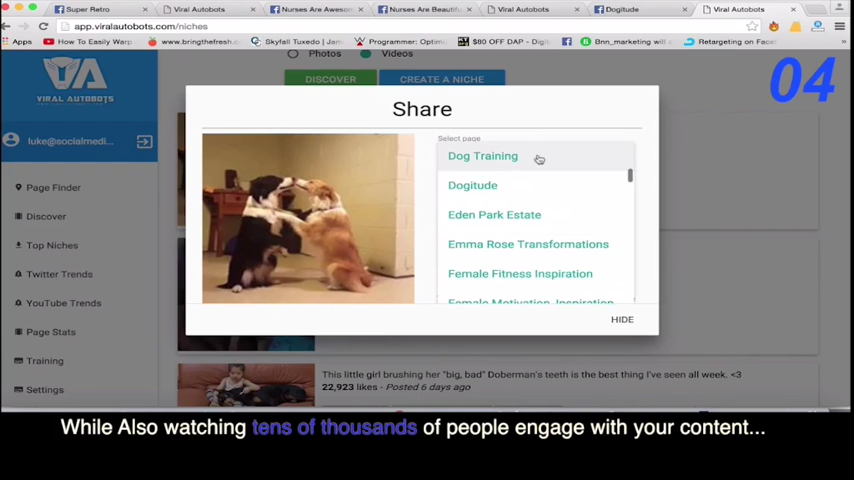 Super Retro
Viral Autobots
Nurses Are Awesom
Nurses Are Beautiful
Viral Autobots
Dogitude
Viral Autobots
app.viralautobots.com/niches
Apps
How To Easily Warp
www.bringthefresh.c
Skyfall Tuxedo | Jam
Programmer: Optimi
$80 OFF DAP - Digit
Bnn_marketing will c
Retargeting on Face
Photos
Videos
04
DISCOVER
CREATE A NICHE
VIRAL AUTOBOTS
luke@socialmedi...
Page Finder
Discover
Top Niches
Twitter Trends
YouTube Trends
Page Stats
Training
Settings
Share
Select page
Dog Training
Dogitude
Eden Park Estate
Emma Rose Transformations
Female Fitness Inspiration
Female Motivation, Inspiration
HIDE
This little girl brushing her "big, bad" Doberman's teeth is the best thing I've seen all week. <3
22,923 likes - Posted 6 days ago
While Also watching tens of thousands of people engage with your content...